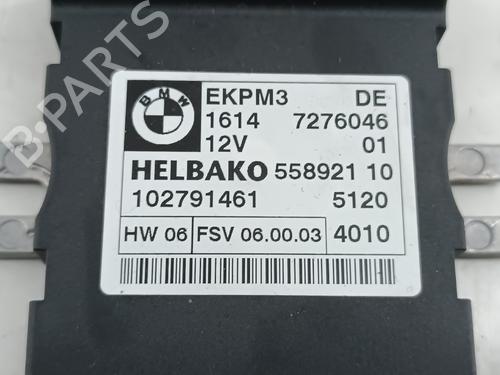 BMW
EKPM3 DE
1614 7276046
12V 01
HELBAKO 558921 10
102791461 5120
HW 06 FSV 06.00.03 4010
B-Parts